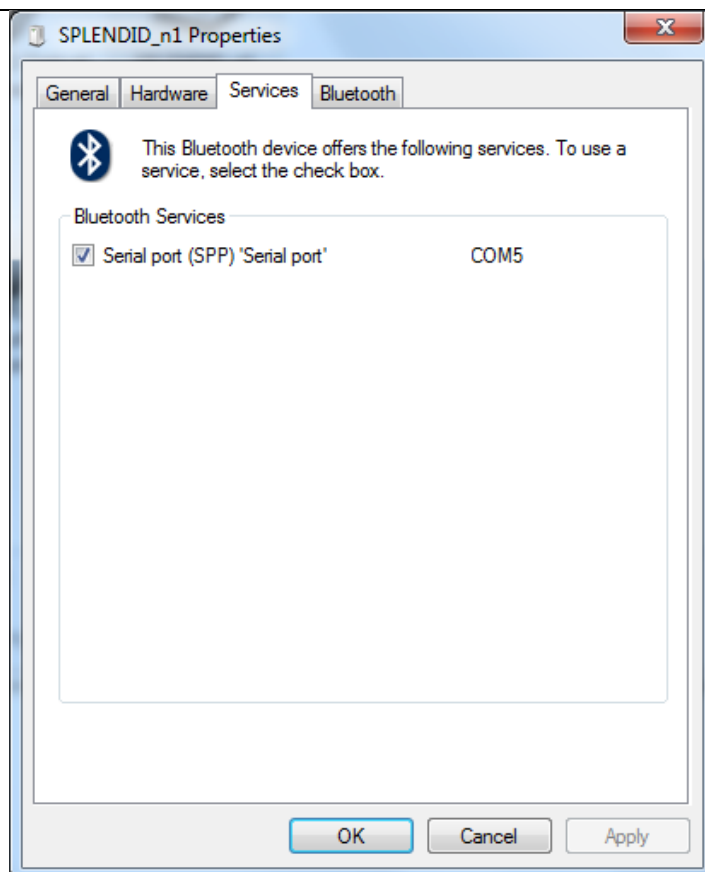 SPLENDID_n1 Properties
General Hardware Services Bluetooth
This Bluetooth device offers the following services. To use a
service, select the check box.
Bluetooth Services
Serial port (SPP) 'Serial port' COM5
OK Cancel Apply